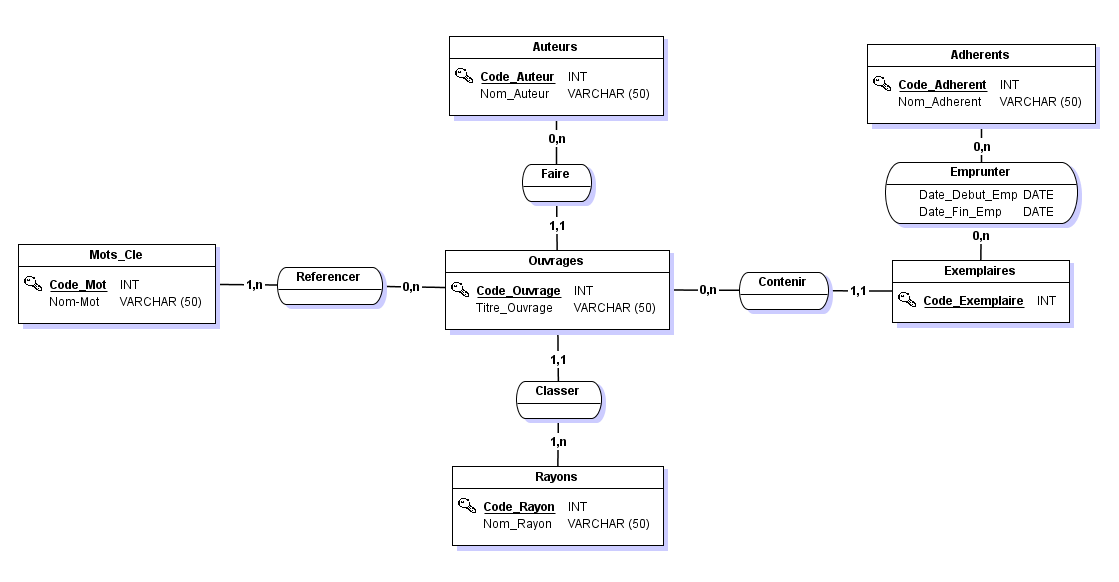 Auteurs
Code_Auteur INT
Nom_Auteur VARCHAR (50)
0,n
Faire
1,1
Adherents
Code_Adherent INT
Nom_Adherent VARCHAR (50)
0,n
Emprunter
Date_Debut_Emp DATE
Date_Fin_Emp DATE
0,n
Mots_Cle
Code_Mot INT
Nom-Mot VARCHAR (50)
1,n
Referencer
0,n
Ouvrages
Code_Ouvrage INT
Titre_Ouvrage VARCHAR (50)
0,n
Contenir
1,1
Exemplaires
Code_Exemplaire INT
1,1
Classer
1,n
Rayons
Code_Rayon INT
Nom_Rayon VARCHAR (50)